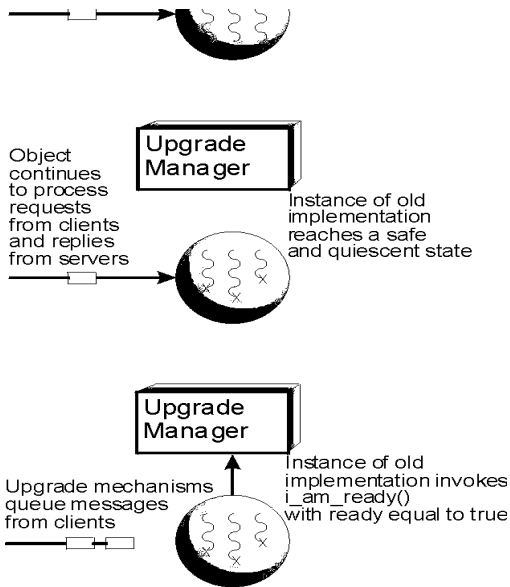 Upgrade
Manager
Object
continues
to process
requests
from clients
and replies
from servers
Instance of old
implementation
reaches a safe
and quiescent state
Upgrade
Manager
Upgrade mechanisms
queue messages
from clients
Instance of old
implementation invokes
i_am_ready()
with ready equal to true